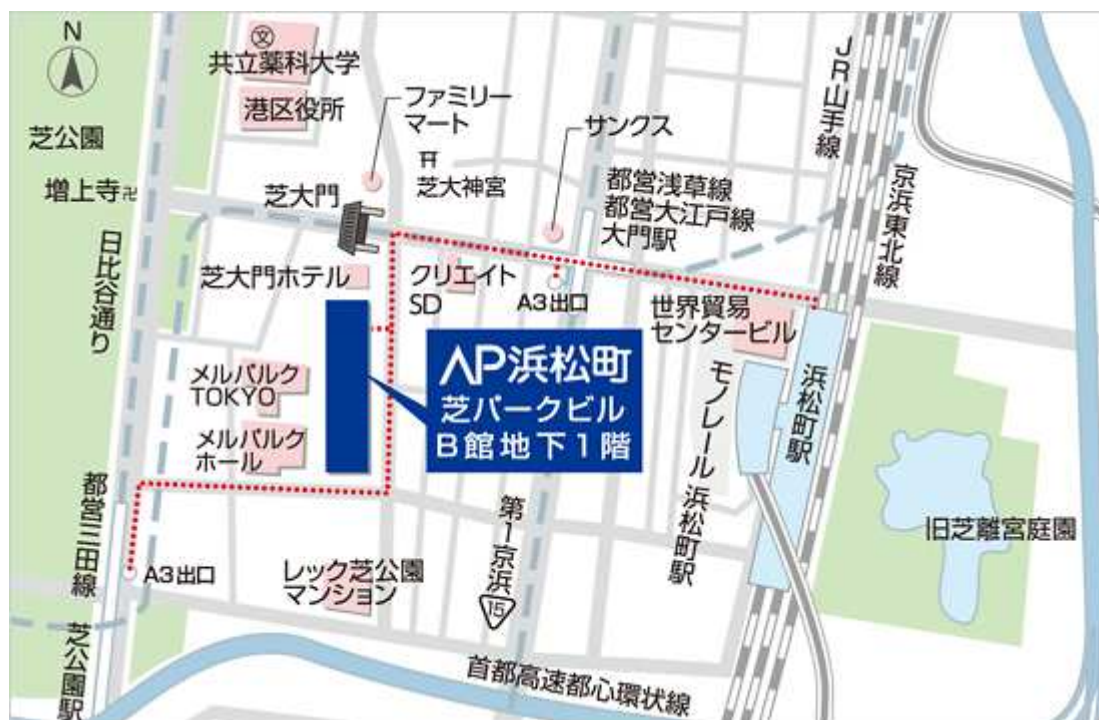 N
文
共立薬科大学
港区役所
ファミリー
マート
サンクス
JR山手線
京浜東北線
芝公園
増上寺卍
芝大門
芝大神宮
都営浅草線
都営大江戸線
大門駅
日比谷通り
芝大門ホテル
クリエイト
SD
A3出口
世界貿易
センタービル
AP浜松町
芝パークビル
B館地下1階
メルパルク
TOKYO
メルパルク
ホール
モノレール浜松町駅
浜松町駅
旧芝離宮庭園
都営三田線 芝公園駅
A3出口
レック芝公園
マンション
第1京浜
15
首都高速都心環状線